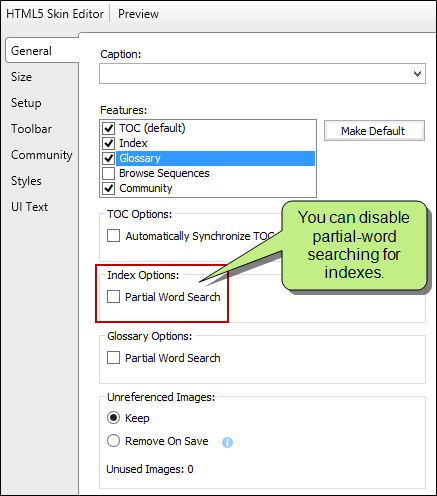 HTML5 Skin Editor Preview
General
Size
Setup
Toolbar
Community
Styles
UI Text
Caption:
Features:
TOC (default)
Index
Glossary
Browse Sequences
Community
Make Default
TOC Options:
Automatically Synchronize TOC
You can disable
partial-word
searching for
indexes.
Index Options:
Partial Word Search
Glossary Options:
Partial Word Search
Unreferenced Images:
Keep
Remove On Save
Unused Images: 0